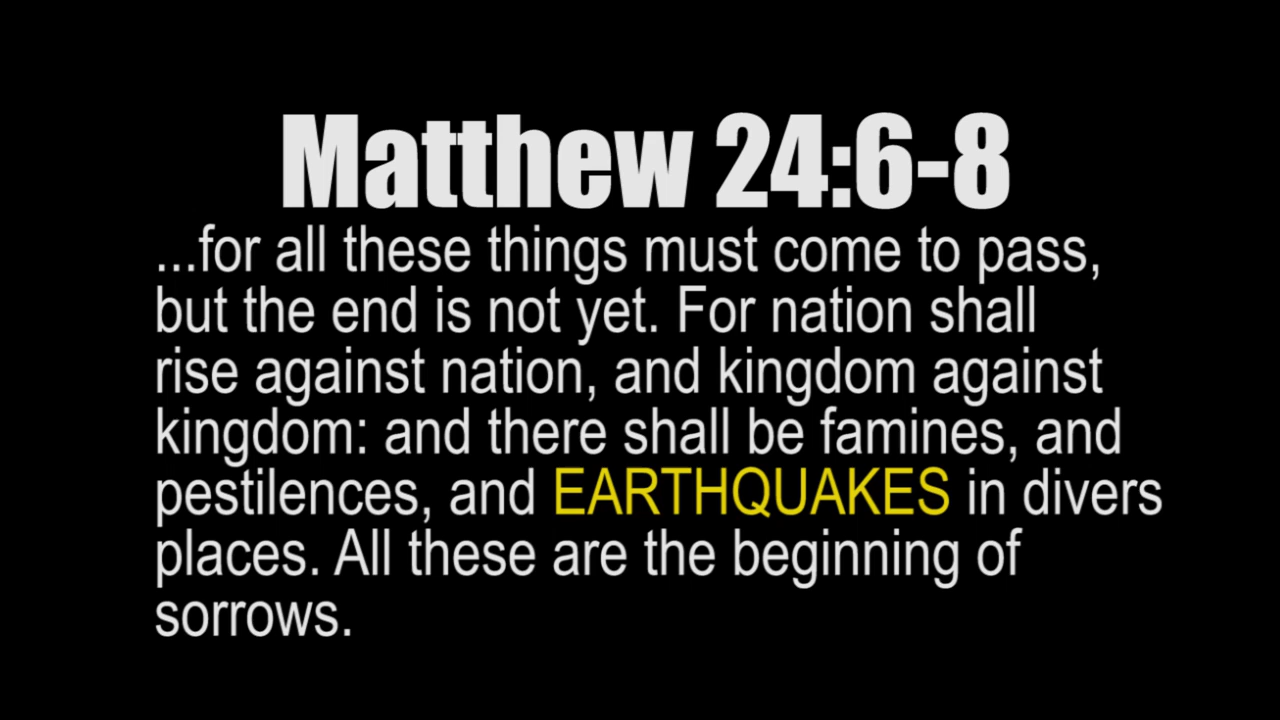 Matthew 24:6-8
...for all these things must come to pass,
but the end is not yet. For nation shall
rise against nation, and kingdom against
kingdom: and there shall be famines, and
pestilences, and EARTHQUAKES in divers
places. All these are the beginning of
sorrows.